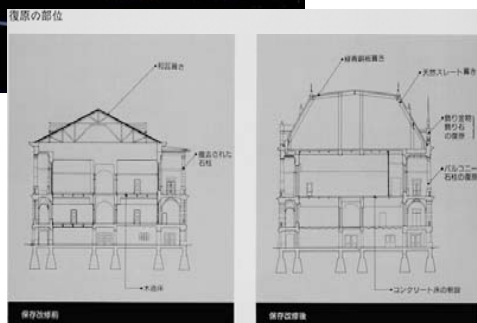 復原の部位
和瓦葺き
撤去された
石柱
木造床
保存改修前
緑青銅板葺き
天然スレート葺き
飾り金物
飾り石
の復原
バルコニー
石柱の復原
コンクリート床の新設
保存改修後